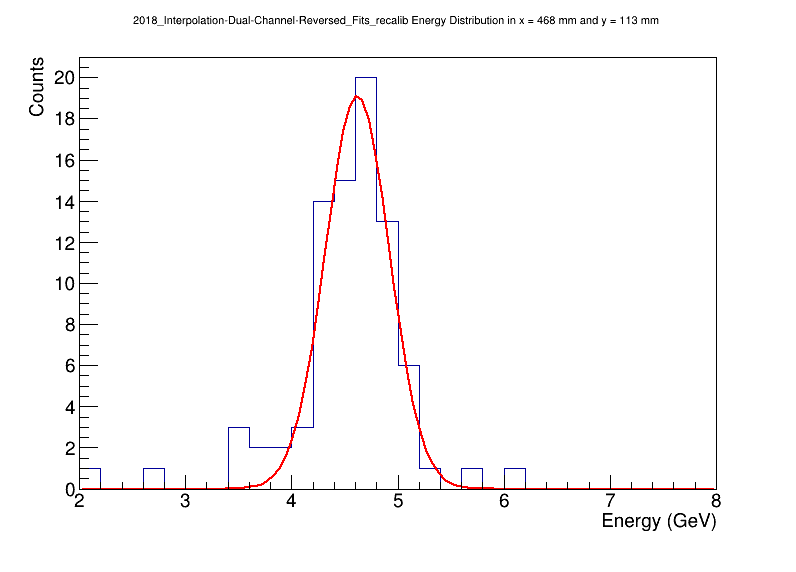 2018_Interpolation-Dual-Channel-Reversed_Fits_recalib Energy Distribution in x = 468 mm and y = 113 mm
Counts
20
18
16
14
12
10
8
6
4
2
0
2 3 4 5 6 7 8
Energy (GeV)